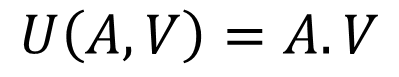 U(A, V) = A. V